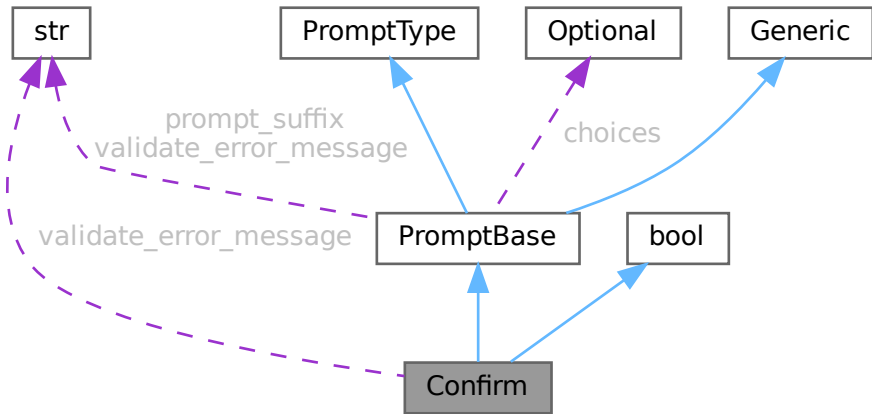 str
PromptType
Optional
Generic
prompt_suffix
validate_error_message
choices
validate_error_message
PromptBase
bool
Confirm